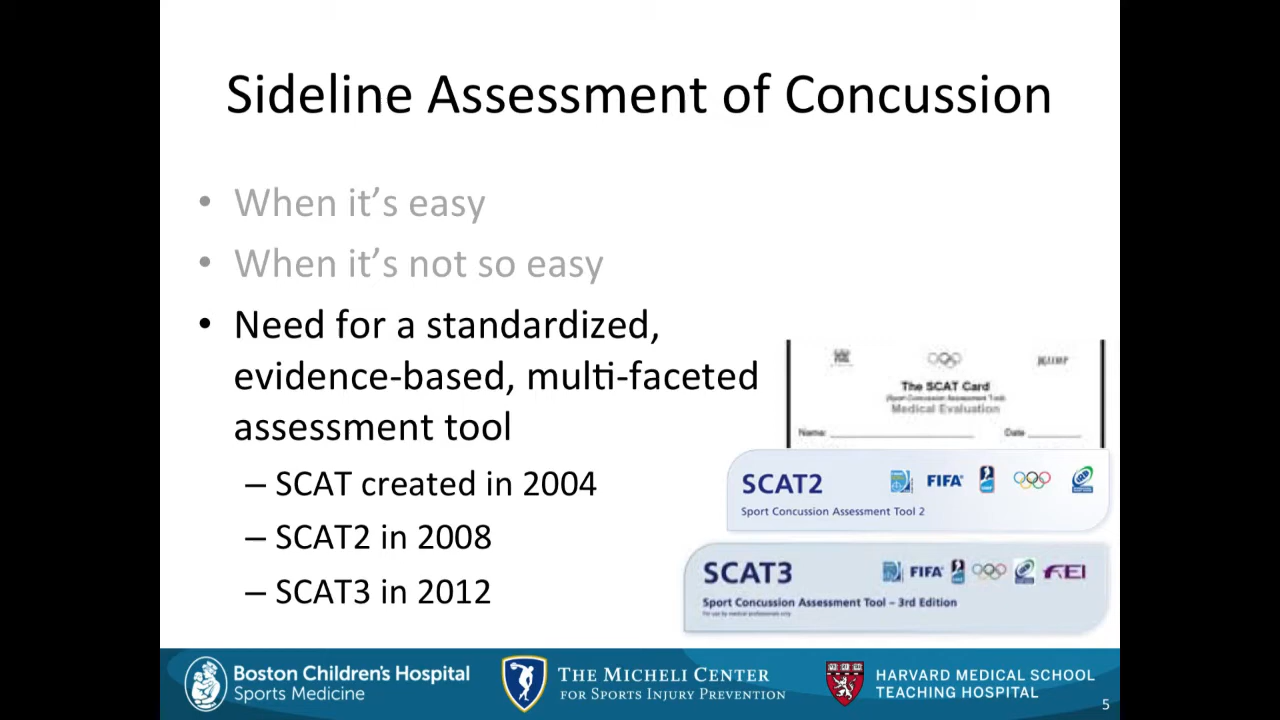 Sideline Assessment of Concussion
• When it's easy
• When it's not so easy
• Need for a standardized,
evidence-based, multi-faceted
assessment tool
– SCAT created in 2004
– SCAT2 in 2008
– SCAT3 in 2012
The SCAT Card
(Sport Concussion Assessment Tool)
Medical Evaluation
Name: Date
SCAT2 FIFA
Sport Concussion Assessment Tool 2
SCAT3 FIFA FEI
Sport Concussion Assessment Tool – 3rd Edition
For use by medical professionals only
Boston Children's Hospital
Sports Medicine
THE MICHELI CENTER
FOR SPORTS INJURY PREVENTION
HARVARD MEDICAL SCHOOL
TEACHING HOSPITAL
5